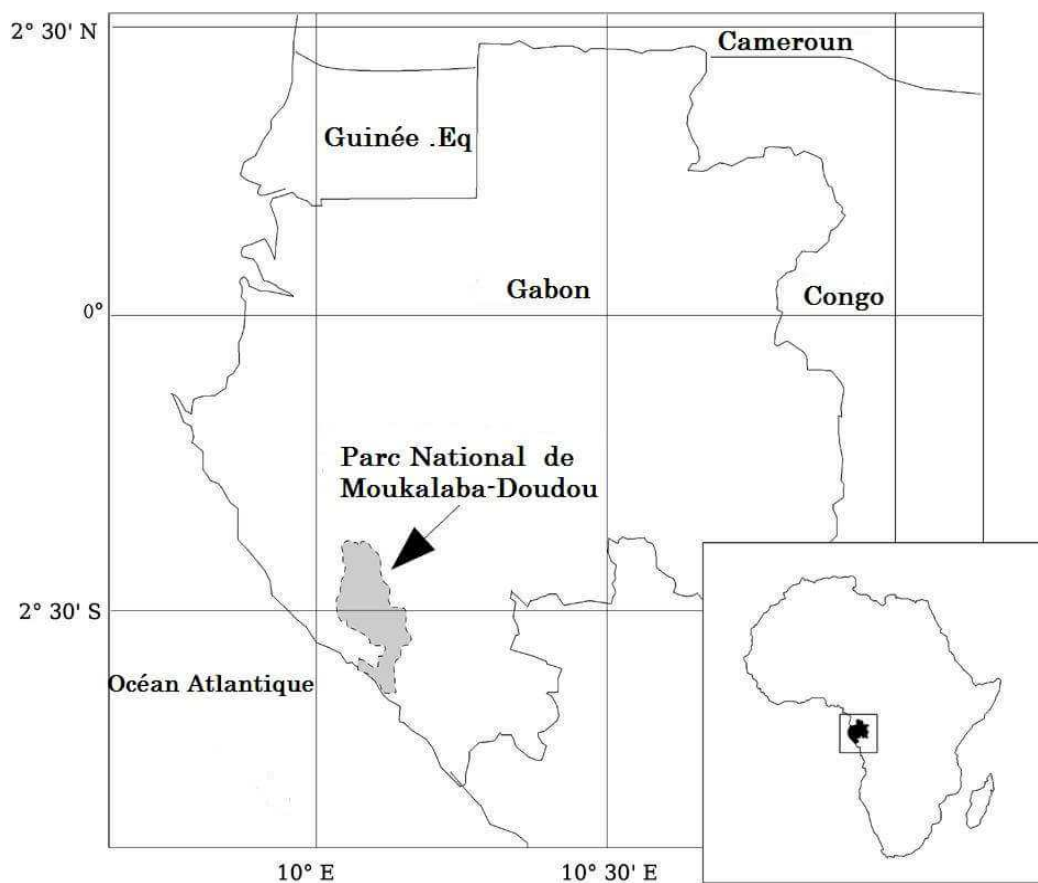 2° 30' N
Cameroun
Guinée .Eq
Gabon
Congo
0°
Parc National de
Moukalaba-Doudou
2° 30' S
Océan Atlantique
10° E
10° 30' E